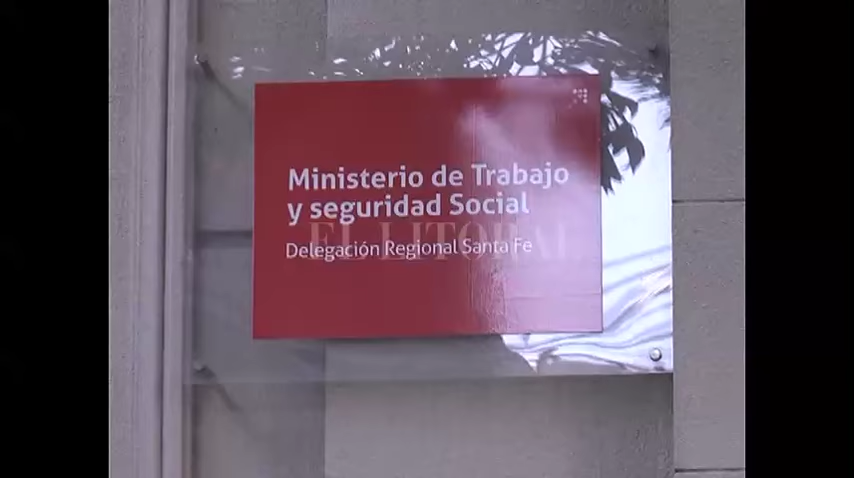 Ministerio de Trabajo
y seguridad Social
Delegación Regional Santa Fe
EL LITORAL